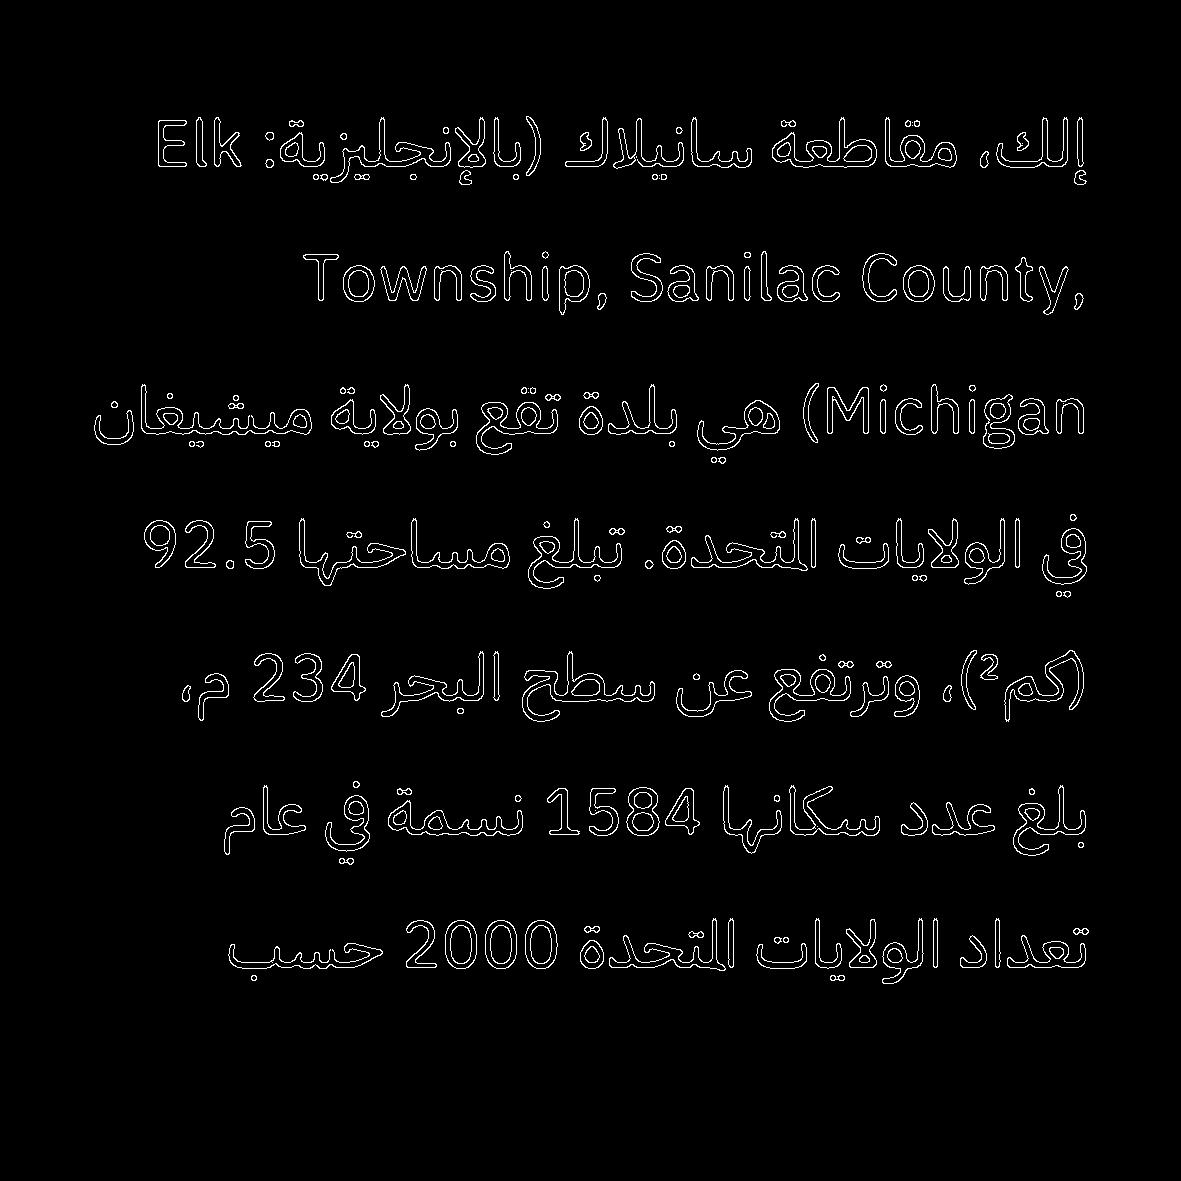 إلك، مقاطعة سانيلاك (بالإنجليزية: Elk
Township, Sanilac County,
Michigan) هي بلدة تقع بولاية ميشيغان
في الولايات المتحدة. تبلغ مساحتها 92.5
(كم²)، وترتفع عن سطح البحر 234 م،
بلغ عدد سكانها 1584 نسمة في عام
تعداد الولايات المتحدة 2000 حسب